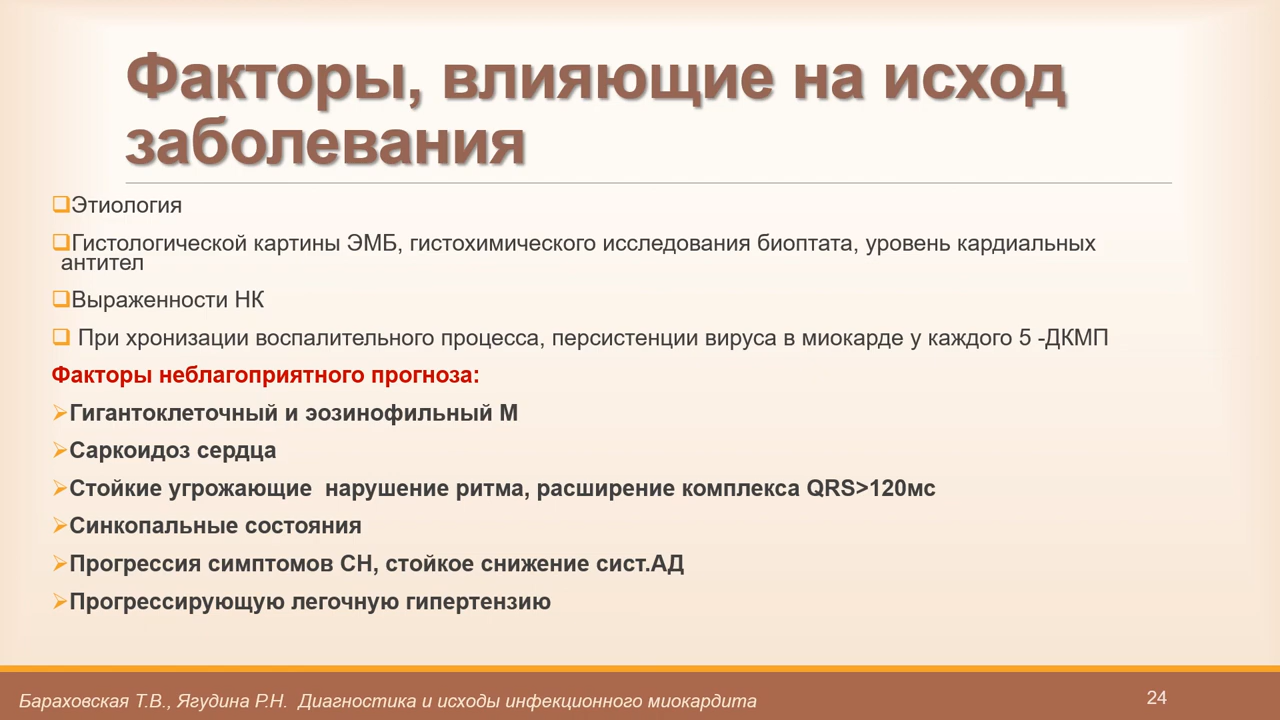 Факторы, влияющие на исход
заболевания
Этиология
Гистологической картины ЭМБ, гистохимического исследования биоптата, уровень кардиальных
антител
Выраженности НК
При хронизации воспалительного процесса, персистенции вируса в миокарде у каждого 5 -ДКМП
Факторы неблагоприятного прогноза:
Гигантоклеточный и эозинофильный М
Саркоидоз сердца
Стойкие угрожающие  нарушение ритма, расширение комплекса QRS>120мс
Синкопальные состояния
Прогрессия симптомов СН, стойкое снижение сист.АД
Прогрессирующую легочную гипертензию
Бараховская Т.В., Ягудина Р.Н.  Диагностика и исходы инфекционного миокардита
24